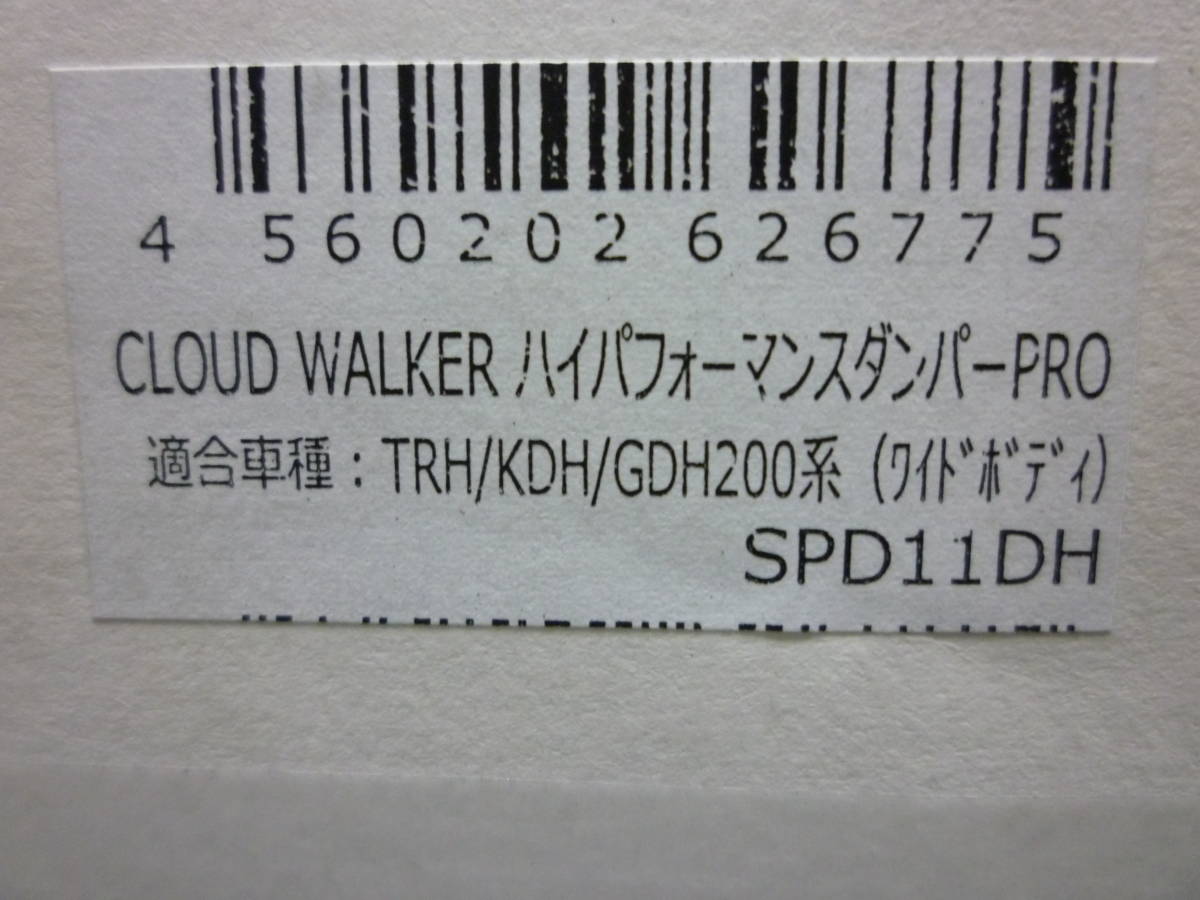 4 560202 626775
CLOUD WALKER ハイパフォーマンスダンパーPRO
適合車種：TRH/KDH/GDH200系（ﾜｲﾄﾞﾎﾞﾃﾞｨ）
SPD11DH